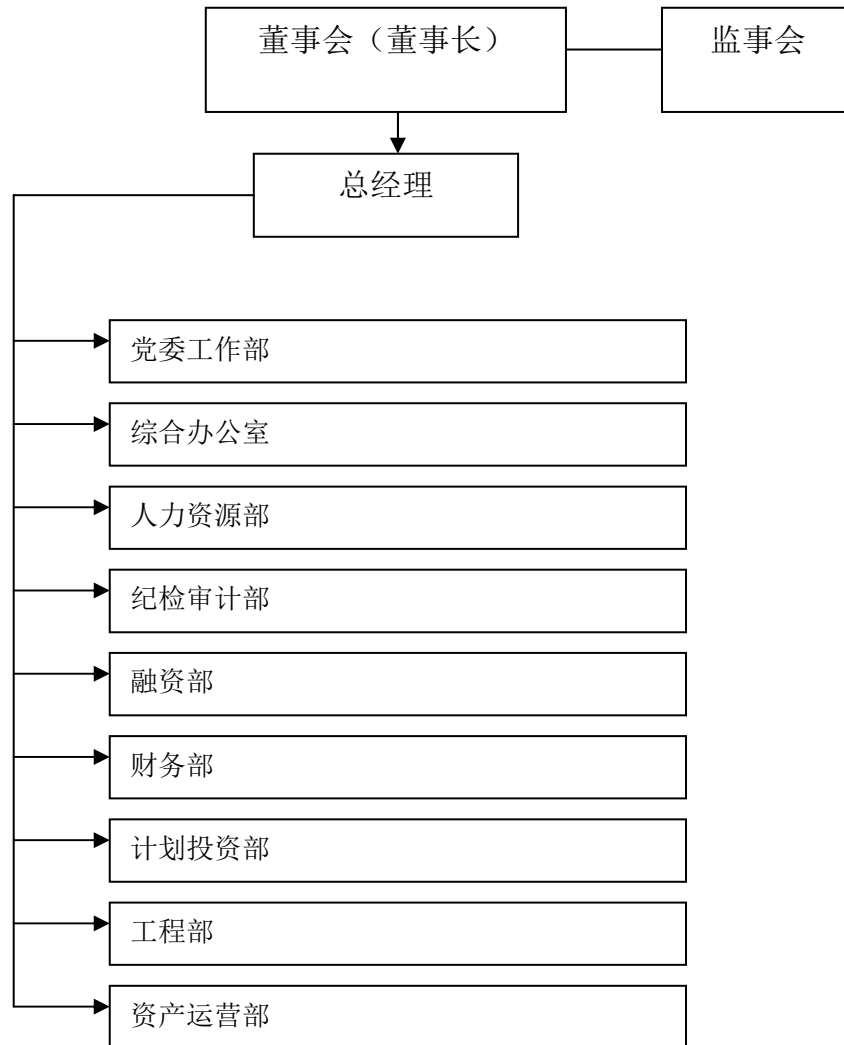 董事会（董事长）
监事会
总经理
党委工作部
综合办公室
人力资源部
纪检审计部
融资部
财务部
计划投资部
工程部
资产运营部